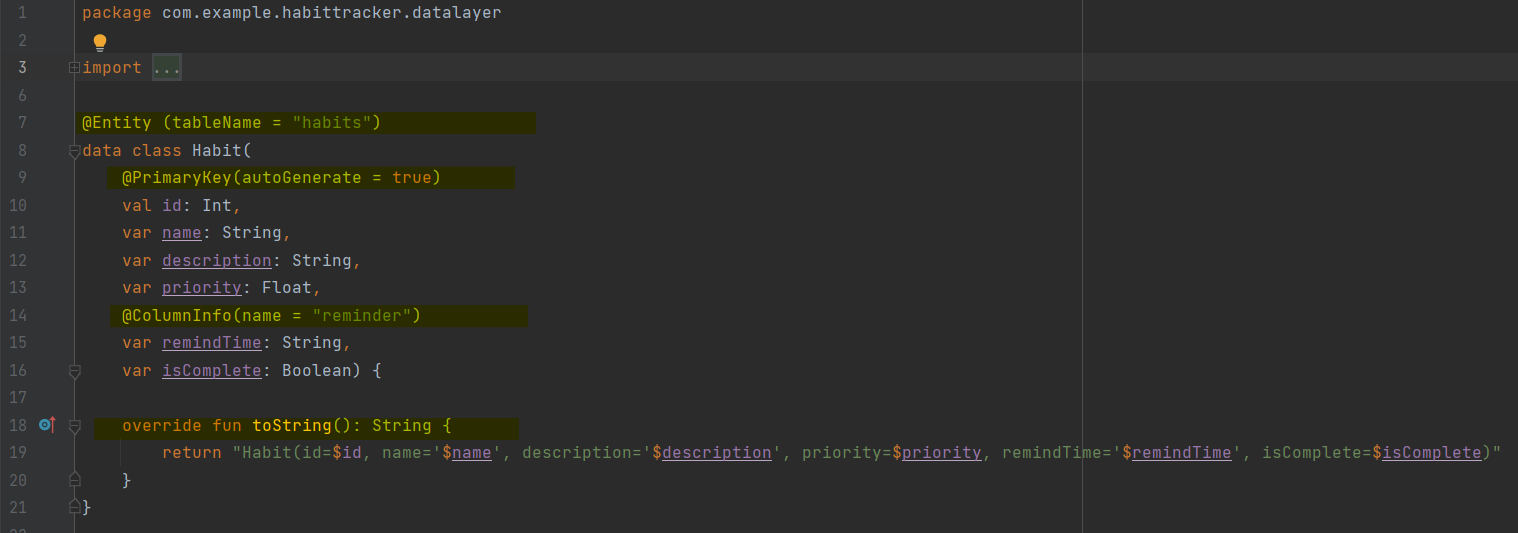 1 package com.example.habittracker.datalayer
2
3 import ...
6
7 @Entity (tableName = "habits")
8 data class Habit(
9 @PrimaryKey(autoGenerate = true)
10 val id: Int,
11 var name: String,
12 var description: String,
13 var priority: Float,
14 @ColumnInfo(name = "reminder")
15 var remindTime: String,
16 var isComplete: Boolean) {
17
18 override fun toString(): String {
19 return "Habit(id=$id, name='$name', description='$description', priority=$priority, remindTime='$remindTime', isComplete=$isComplete)"
20 }
21 }